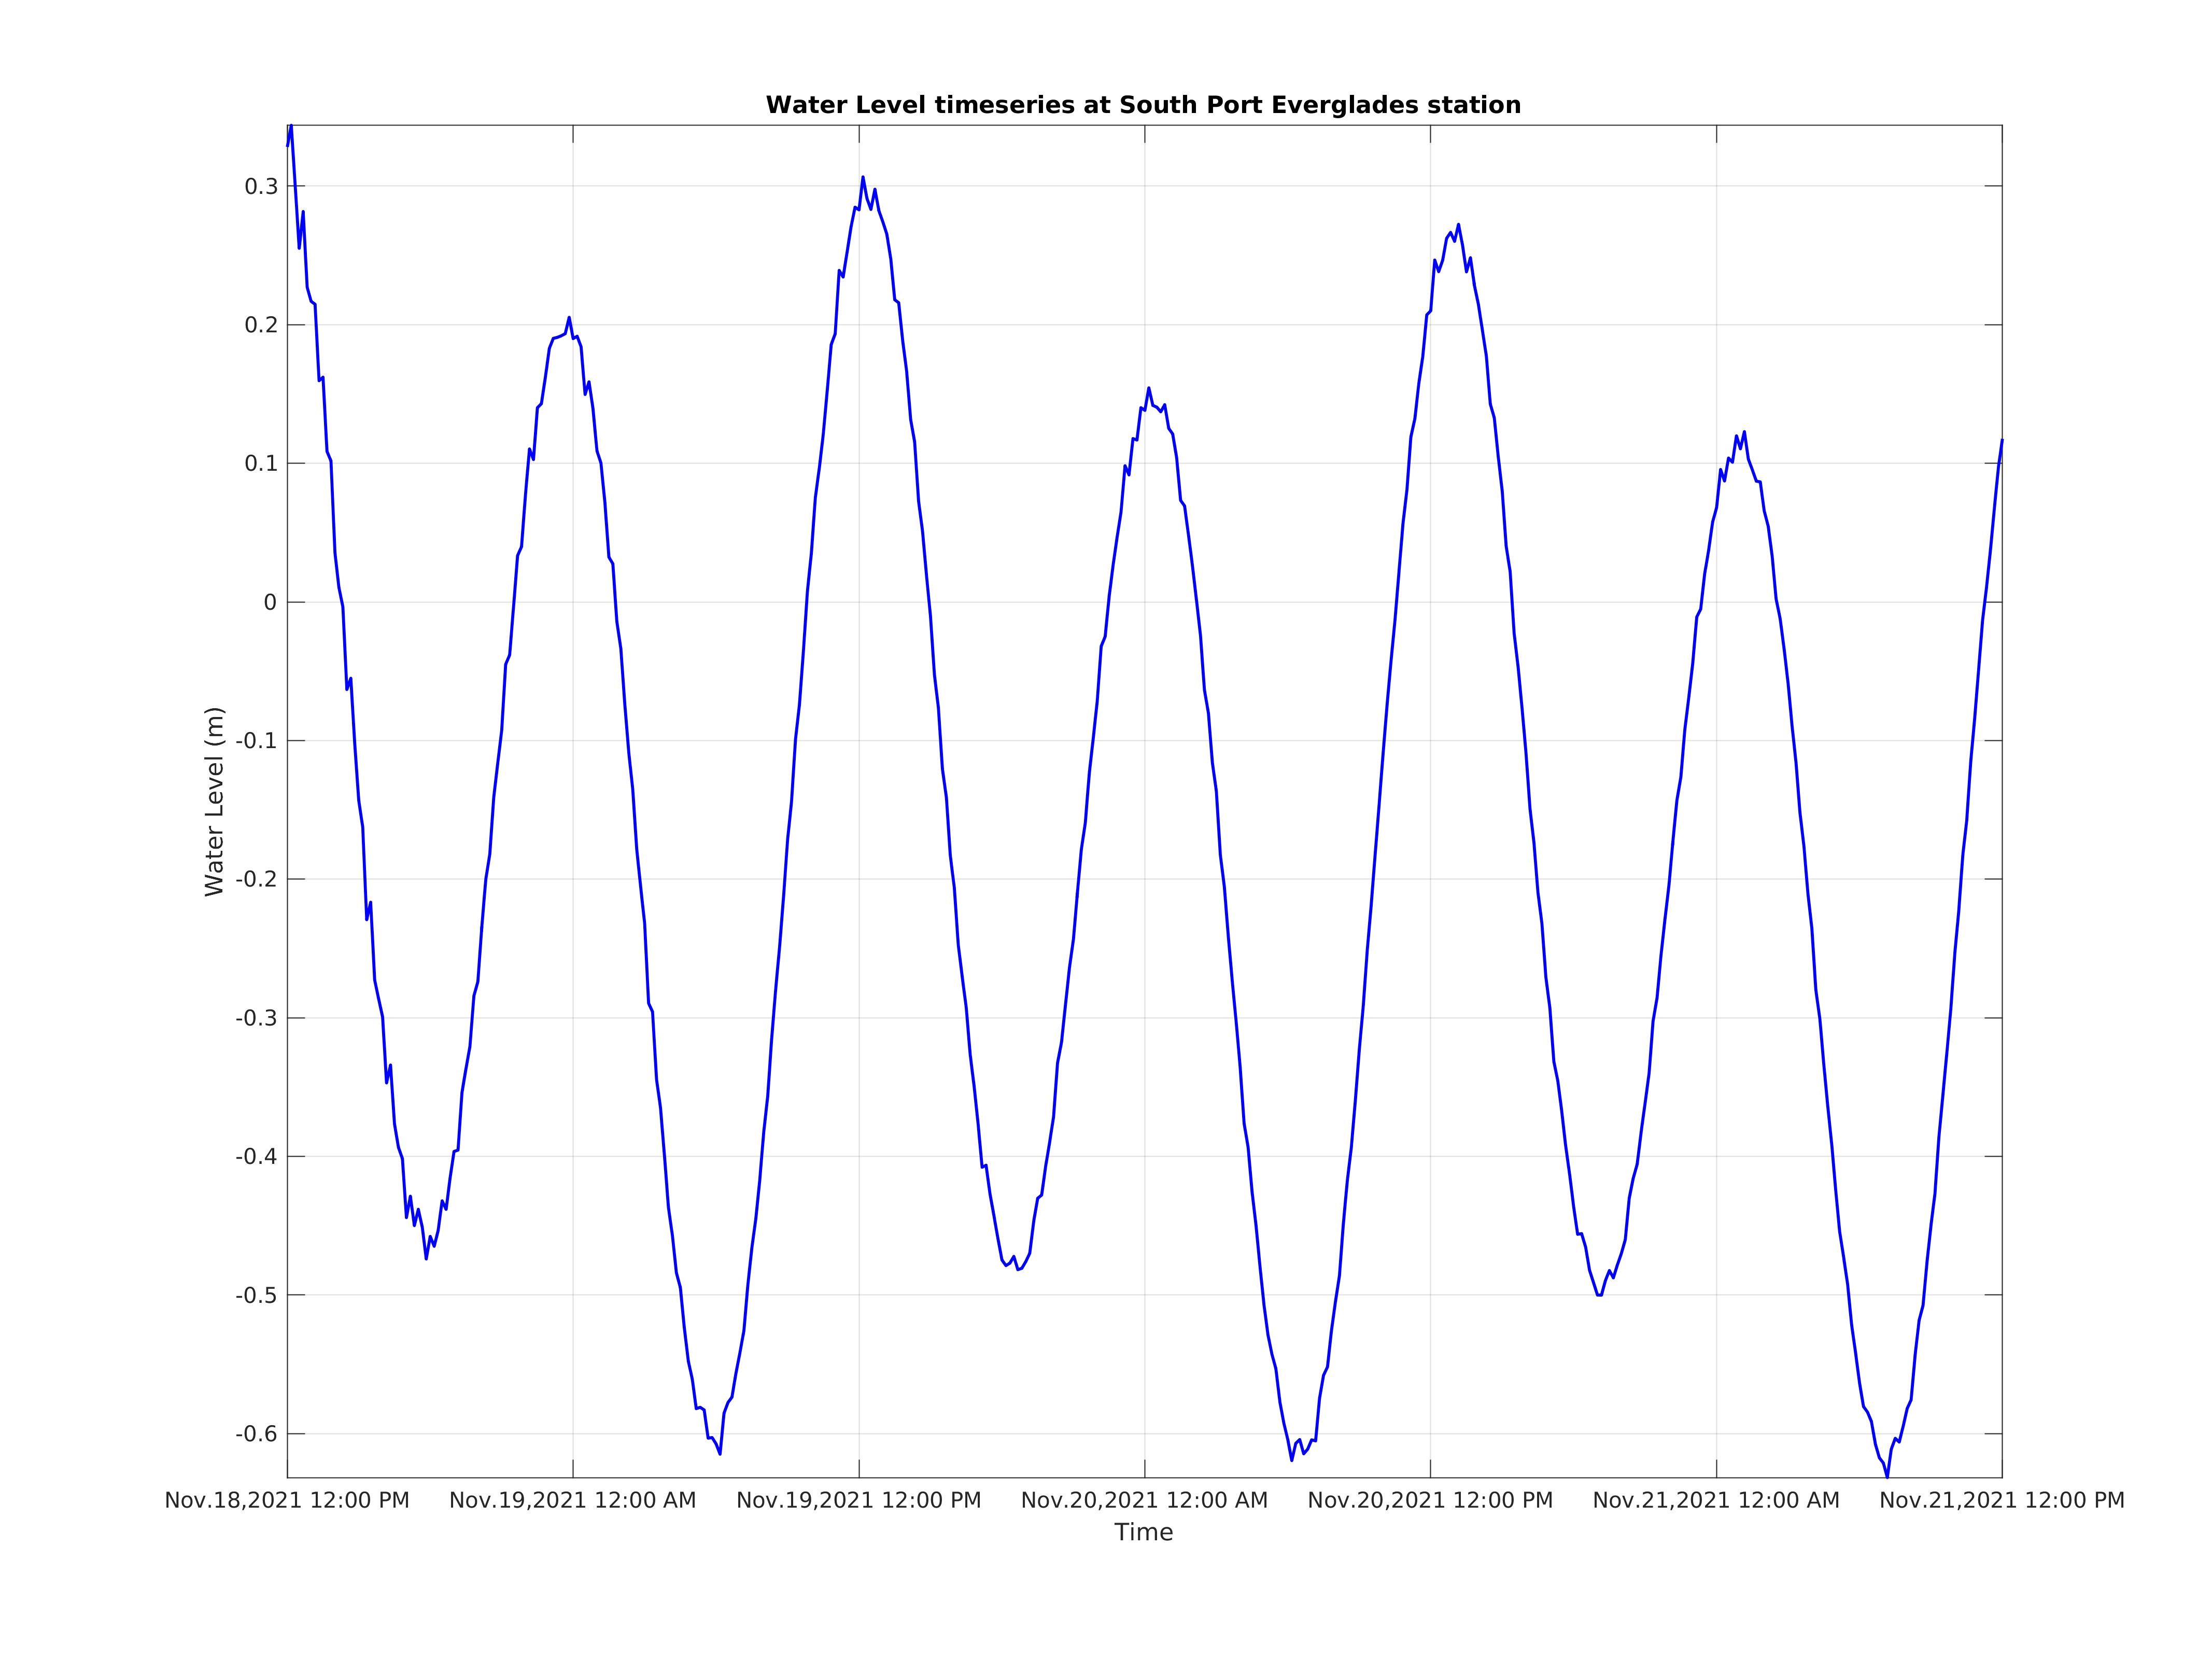 Water Level timeseries at South Port Everglades station
0.3
0.2
0.1
0
-0.1
-0.2
-0.3
-0.4
-0.5
-0.6
Water Level (m)
Nov.18,2021 12:00 PM
Nov.19,2021 12:00 AM
Nov.19,2021 12:00 PM
Nov.20,2021 12:00 AM
Nov.20,2021 12:00 PM
Nov.21,2021 12:00 AM
Nov.21,2021 12:00 PM
Time